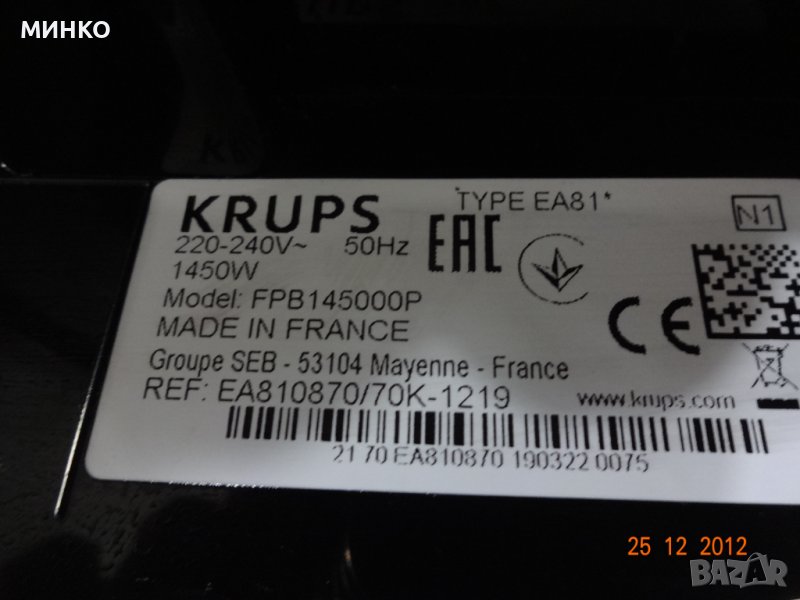 МИНКО
KRUPS
TYPE EA81*
N1
220-240V~ 50Hz
1450W
EAC
Model: FPB145000P
MADE IN FRANCE
CE
Groupe SEB - 53104 Mayenne - France
REF: EA810870/70K-1219
www.krups.com
21 70 EA810870 190322 0075
25 12 2012
BAZAR